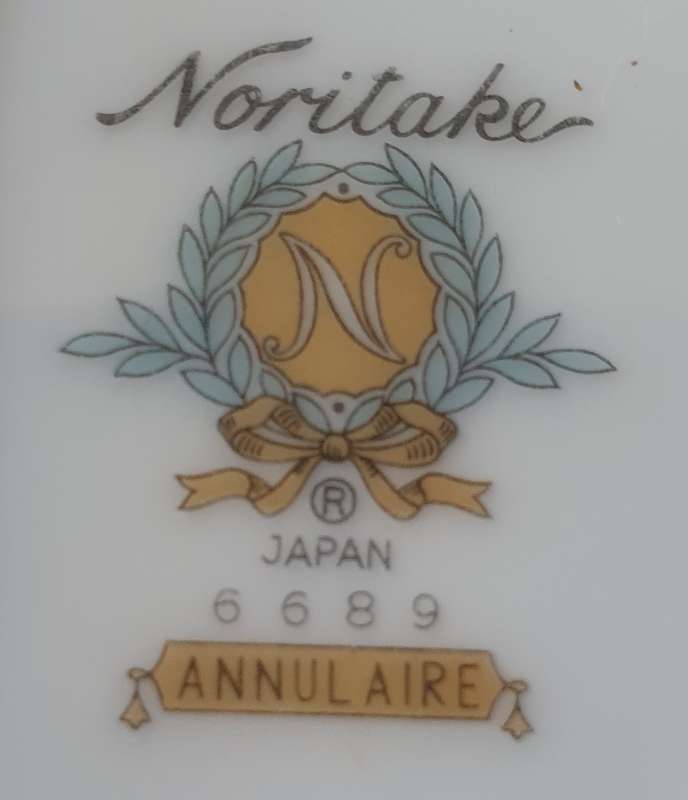 Noritake
N
®
JAPAN
6689
ANNULAIRE